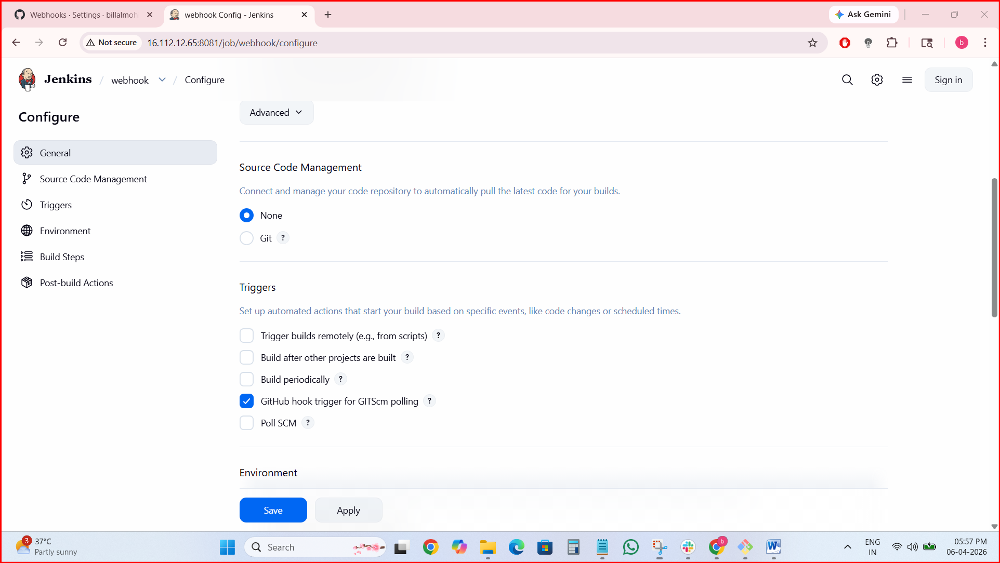 Webhooks · Settings · billalmoh
webhook Config - Jenkins
Ask Gemini
Not secure
16.112.12.65:8081/job/webhook/configure
b
Jenkins / webhook / Configure
Sign in
Configure
General
Source Code Management
Triggers
Environment
Build Steps
Post-build Actions
Advanced
Source Code Management
Connect and manage your code repository to automatically pull the latest code for your builds.
None
Git ?
Triggers
Set up automated actions that start your build based on specific events, like code changes or scheduled times.
Trigger builds remotely (e.g., from scripts) ?
Build after other projects are built ?
Build periodically ?
GitHub hook trigger for GITScm polling ?
Poll SCM ?
Environment
Save
Apply
3
37°C
Partly sunny
Search
b
W
ENG
IN
05:57 PM
06-04-2026